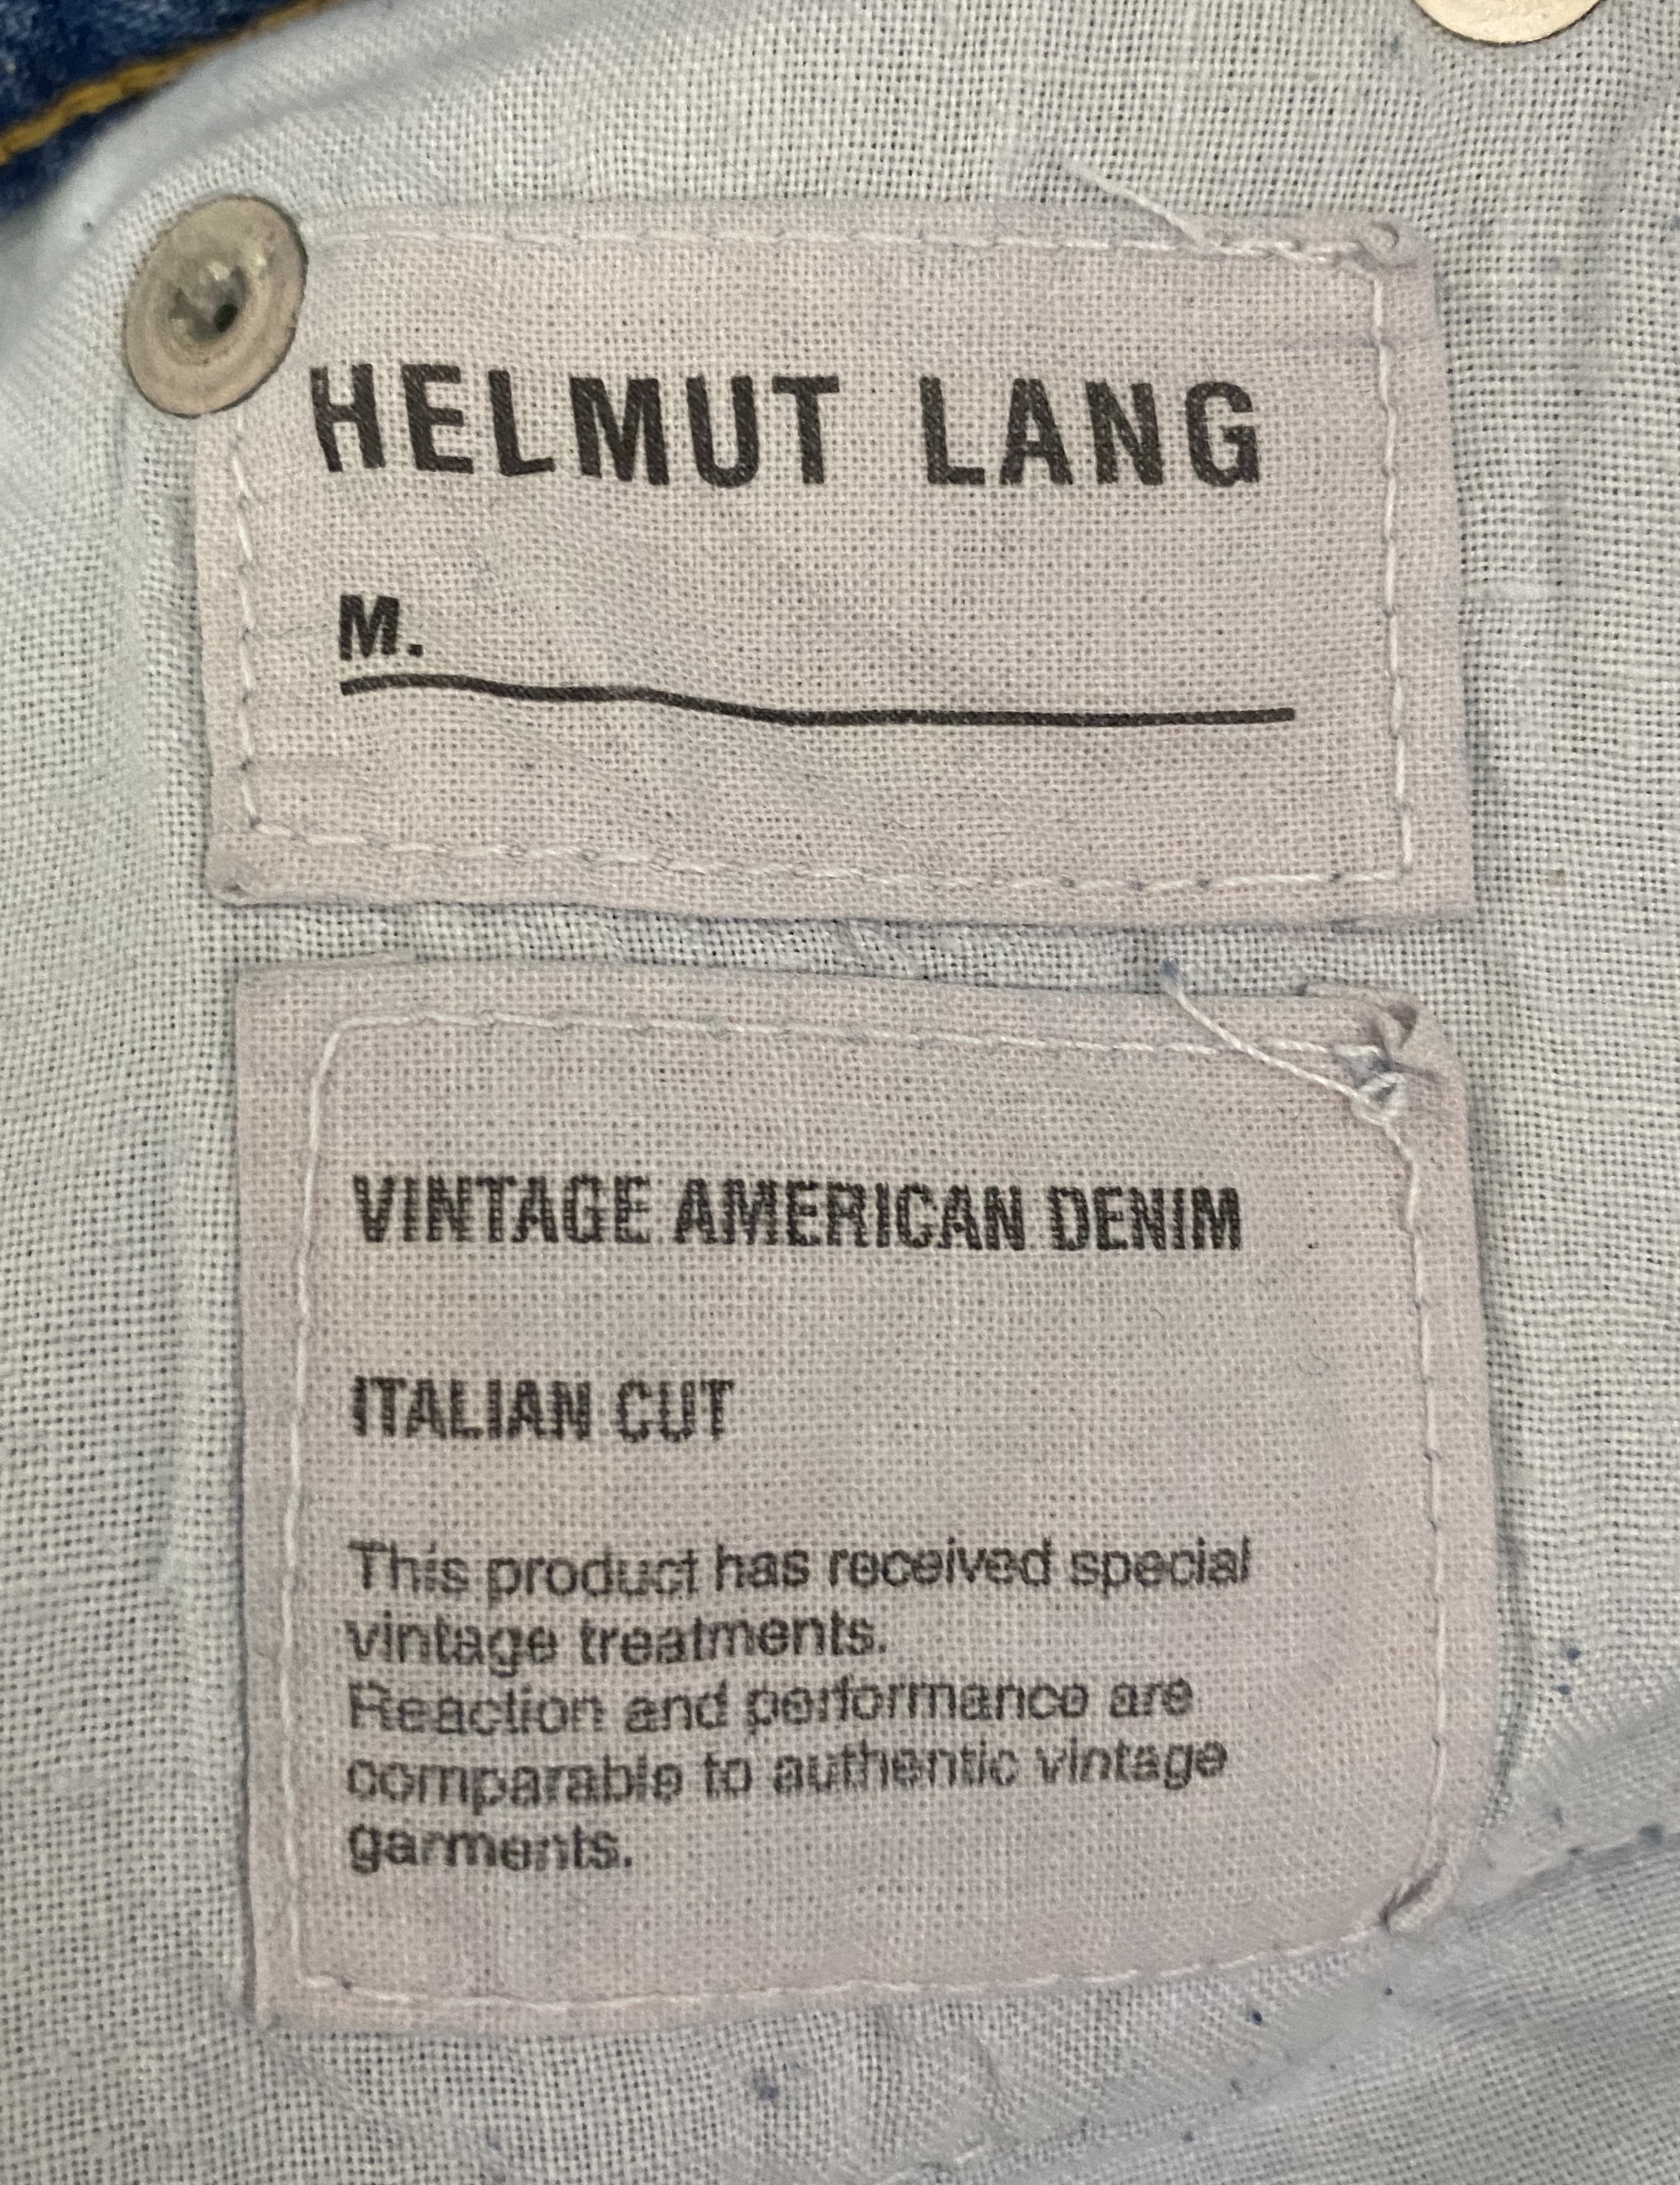 HELMUT LANG
M.
VINTAGE AMERICAN DENIM
ITALIAN CUT
This product has received special
vintage treatments.
Reaction and performance are
comparable to authentic vintage
garments.